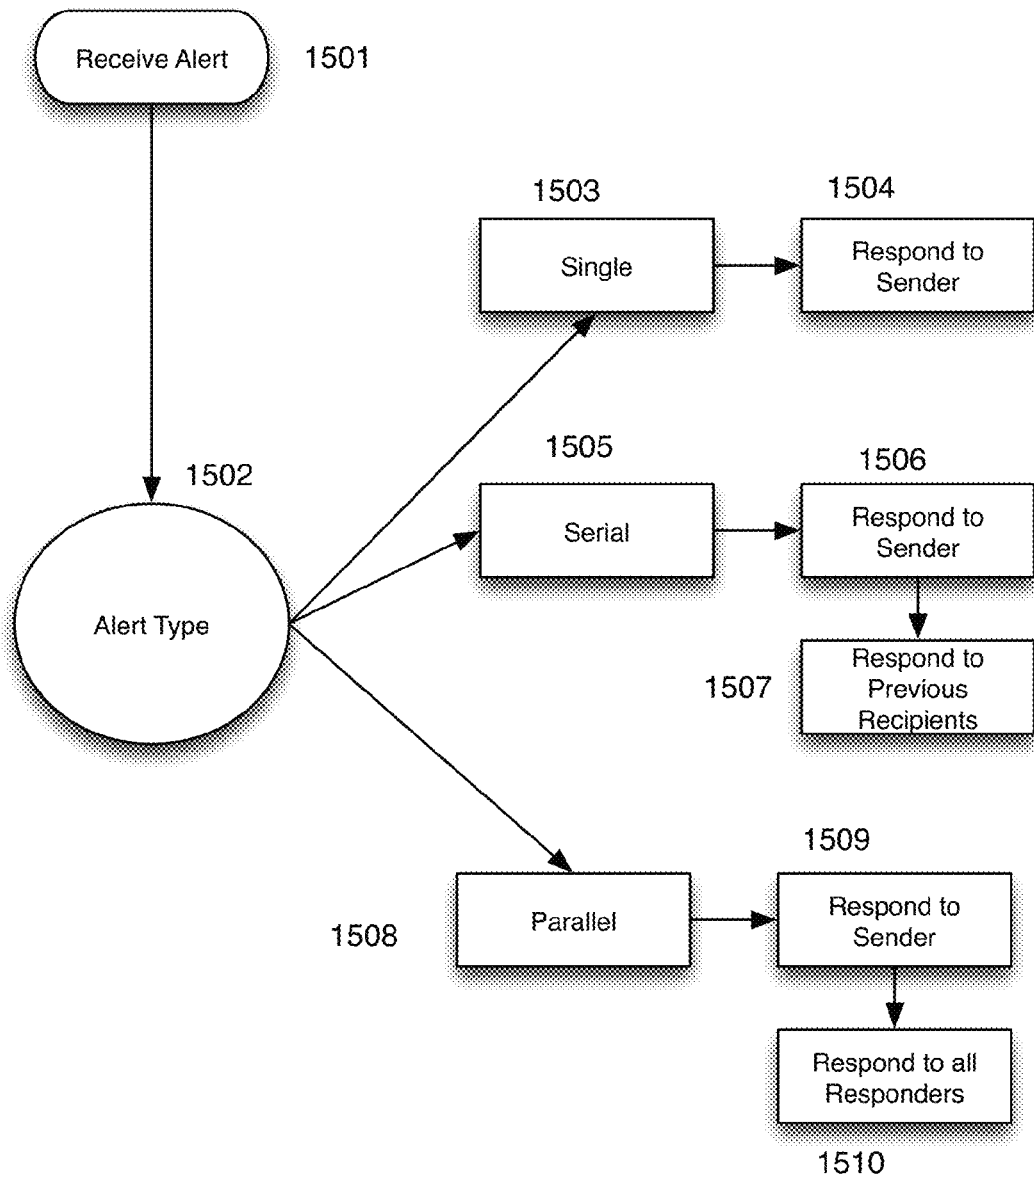 Receive Alert
1501
1503
1504
Single
Respond to
Sender
1505
1506
1502
Serial
Respond to
Sender
Alert Type
1507
Respond to
Previous
Recipients
1509
1508
Parallel
Respond to
Sender
Respond to all
Responders
1510